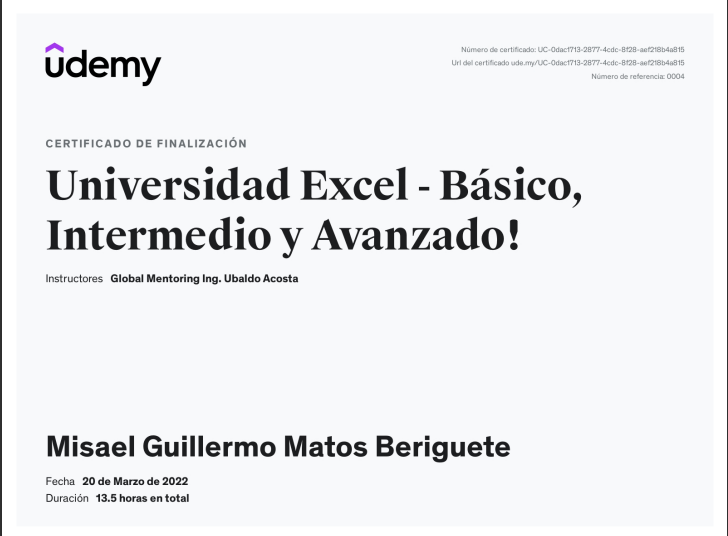 udemy
Número de certificado: UC-0dac1713-2877-4cdc-8f28-aef218b4a815
Url del certificado ude.my/UC-0dac1713-2877-4cdc-8f28-aef218b4a815
Número de referencia: 0004
CERTIFICADO DE FINALIZACIÓN
Universidad Excel - Básico,
Intermedio y Avanzado!
Instructores Global Mentoring Ing. Ubaldo Acosta
Misael Guillermo Matos Beriguete
Fecha 20 de Marzo de 2022
Duración 13.5 horas en total